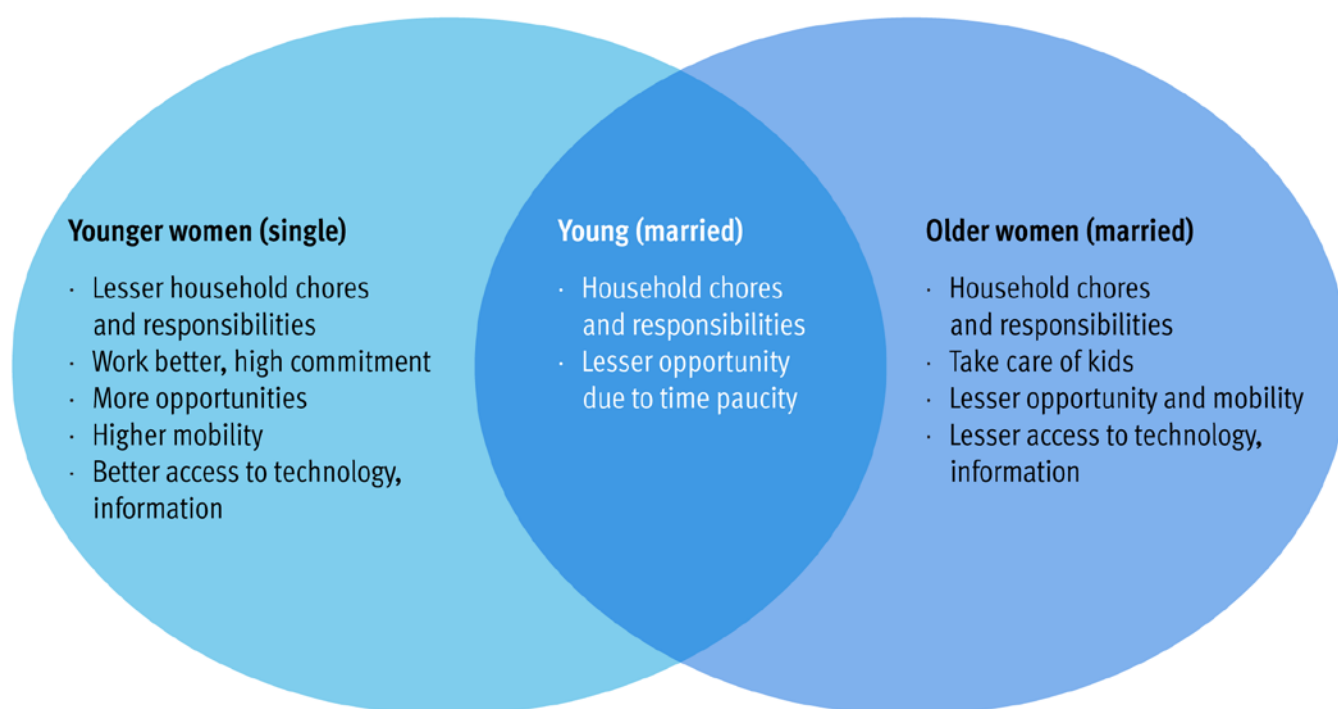 Younger women (single)
· Lesser household chores
and responsibilities
· Work better, high commitment
· More opportunities
· Higher mobility
· Better access to technology,
information
Young (married)
· Household chores
and responsibilities
· Lesser opportunity
due to time paucity
Older women (married)
· Household chores
and responsibilities
· Take care of kids
· Lesser opportunity and mobility
· Lesser access to technology,
information